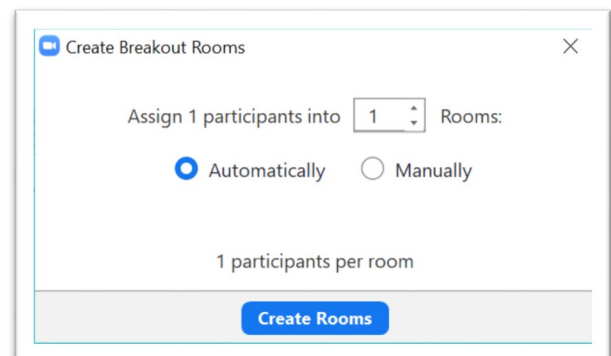 Create Breakout Rooms
Assign 1 participants into 1 Rooms:
Automatically Manually
1 participants per room
Create Rooms